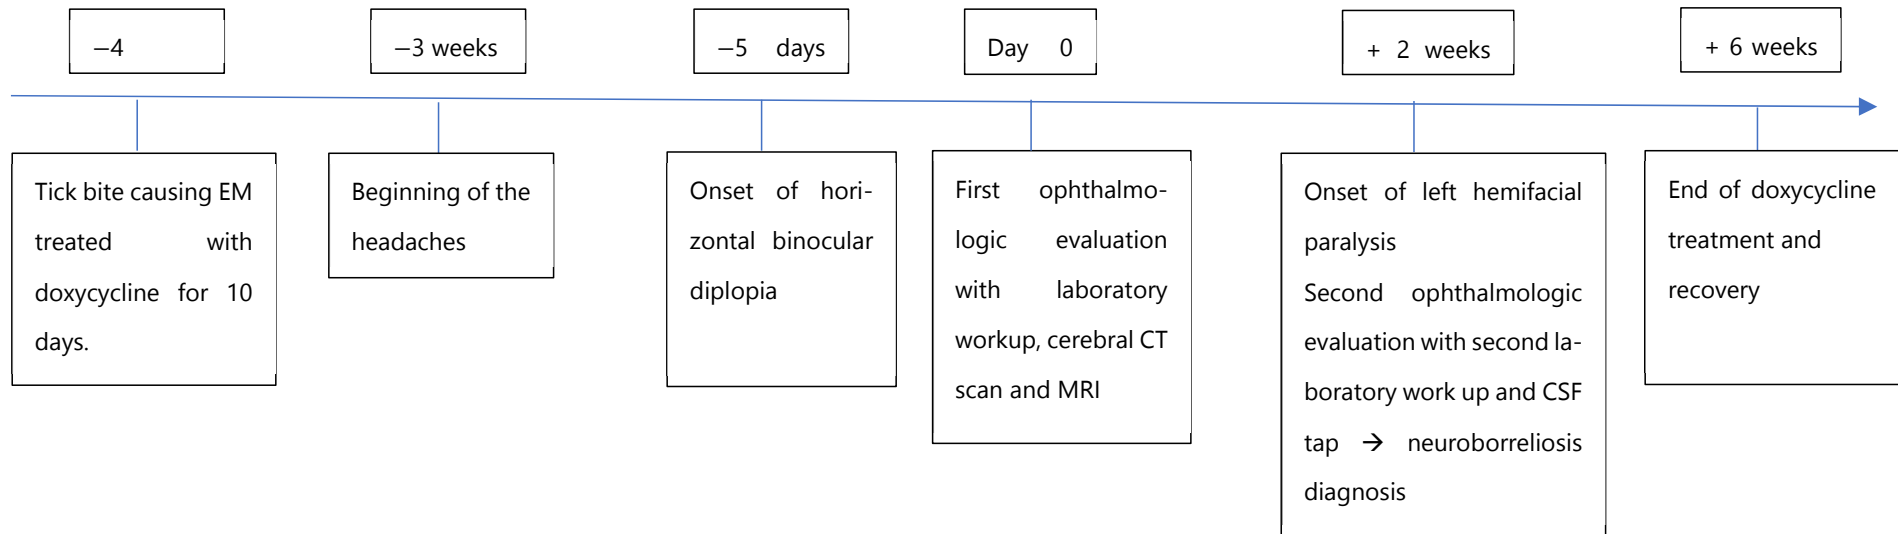 −4
−3 weeks
−5 days
Day 0
+ 2 weeks
+ 6 weeks
Tick bite causing EM
treated with
doxycycline for 10
days.
Beginning of the
headaches
Onset of hori-
zontal binocular
diplopia
First ophthalmo-
logic evaluation
with laboratory
workup, cerebral CT
scan and MRI
Onset of left hemifacial
paralysis
Second ophthalmologic
evaluation with second la-
boratory work up and CSF
tap → neuroborreliosis
diagnosis
End of doxycycline
treatment and
recovery